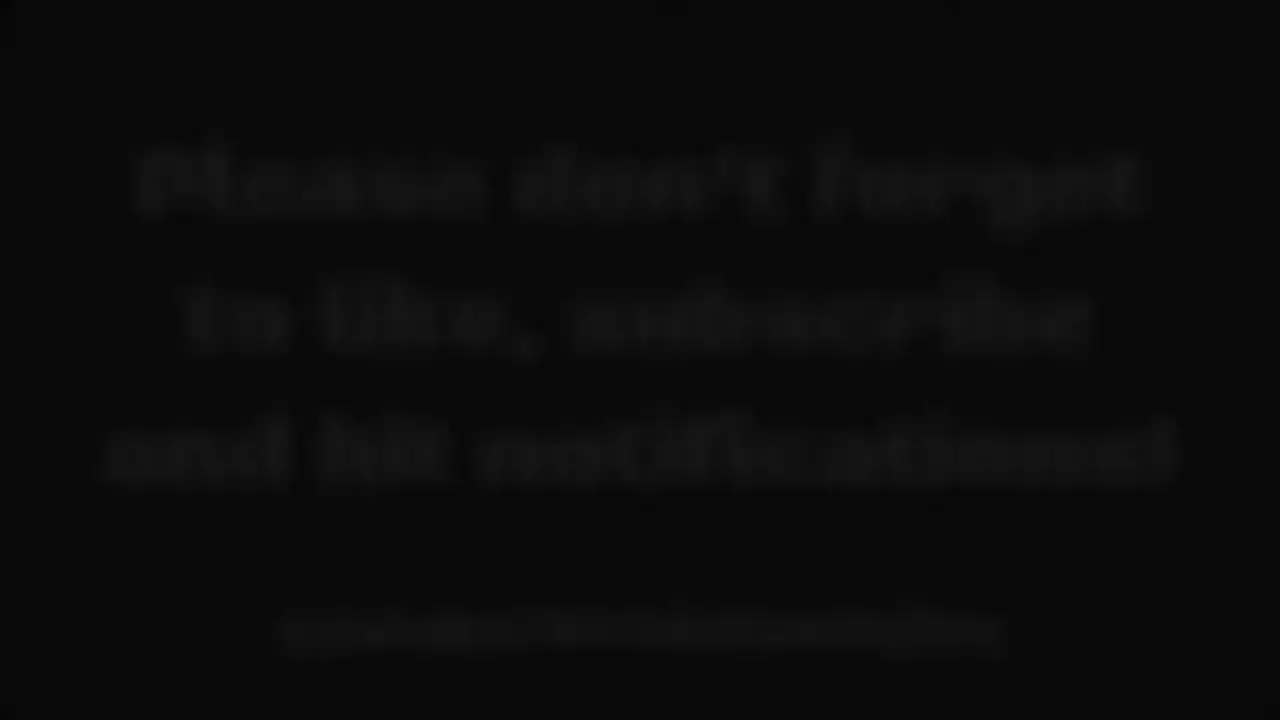 Please don't forget
to like, subscribe
and hit notifications!